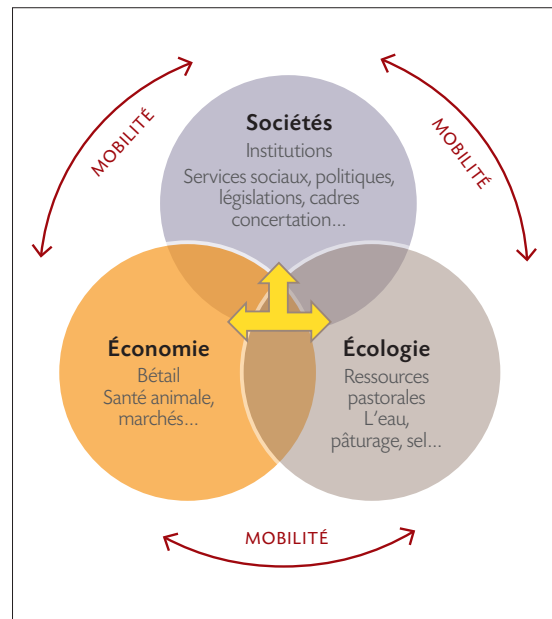 MOBILITÉ
MOBILITÉ
Sociétés
Institutions
Services sociaux, politiques,
législations, cadres
concertation...
Économie
Bétail
Santé animale,
marchés...
Écologie
Ressources
pastorales
L'eau,
pâturage, sel...
MOBILITÉ